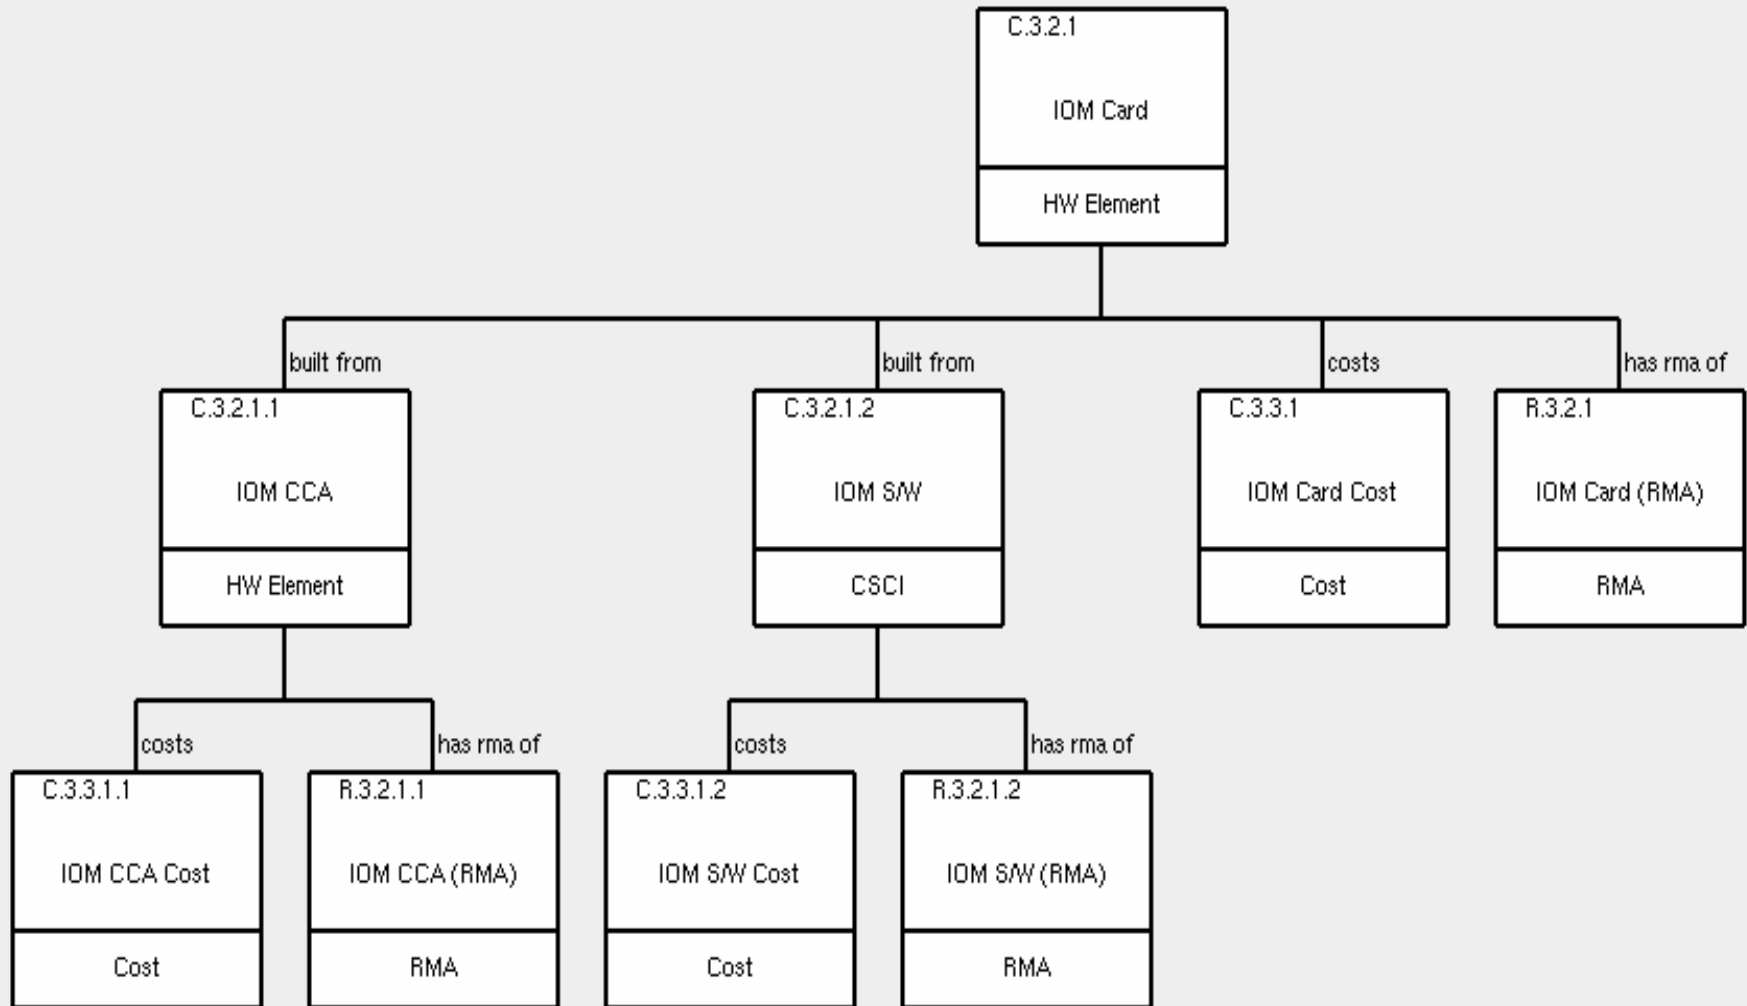 C.3.2.1
IOM Card
HW Element
built from
built from
costs
has rma of
C.3.2.1.1
C.3.2.1.2
C.3.3.1
R.3.2.1
IOM CCA
IOM S/W
IOM Card Cost
IOM Card (RMA)
HW Element
CSCI
Cost
RMA
costs
has rma of
costs
has rma of
C.3.3.1.1
R.3.2.1.1
C.3.3.1.2
R.3.2.1.2
IOM CCA Cost
IOM CCA (RMA)
IOM S/W Cost
IOM S/W (RMA)
Cost
RMA
Cost
RMA